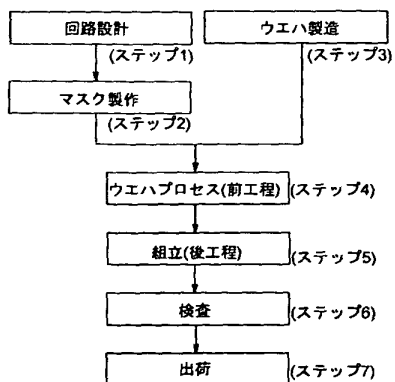 回路設計
(ステップ1)
ウエハ製造
(ステップ3)
マスク製作
(ステップ2)
ウエハプロセス(前工程)
(ステップ4)
組立(後工程)
(ステップ5)
検査
(ステップ6)
出荷
(ステップ7)